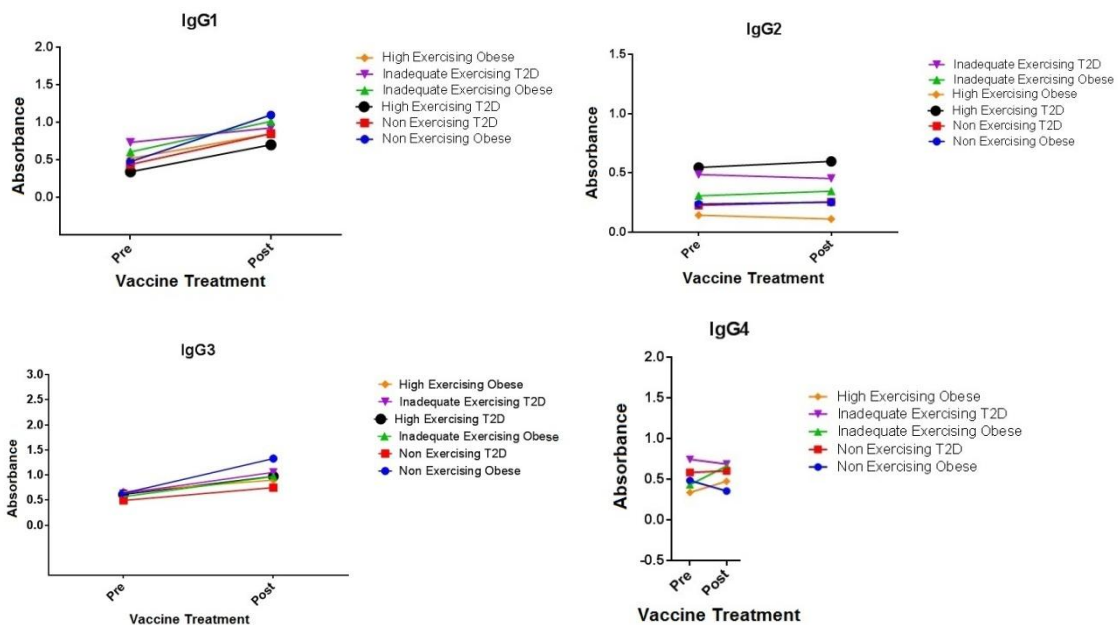 IgG1
2.0
1.5
1.0
0.5
0.0
Absorbance
Pre
Post
Vaccine Treatment
High Exercising Obese
Inadequate Exercising T2D
Inadequate Exercising Obese
High Exercising T2D
Non Exercising T2D
Non Exercising Obese
IgG2
1.5
1.0
0.5
0.0
Absorbance
Pre
Post
Vaccine Treatment
Inadequate Exercising T2D
Inadequate Exercising Obese
High Exercising Obese
High Exercising T2D
Non Exercising T2D
Non Exercising Obese
IgG3
3.0
2.5
2.0
1.5
1.0
0.5
0.0
Absorbance
Pre
Post
Vaccine Treatment
High Exercising Obese
Inadequate Exercising T2D
High Exercising T2D
Inadequate Exercising Obese
Non Exercising T2D
Non Exercising Obese
IgG4
2.0
1.5
1.0
0.5
0.0
-0.5
Absorbance
Pre
Post
Vaccine Treatment
High Exercising Obese
Inadequate Exercising T2D
Inadequate Exercising Obese
Non Exercising T2D
Non Exercising Obese